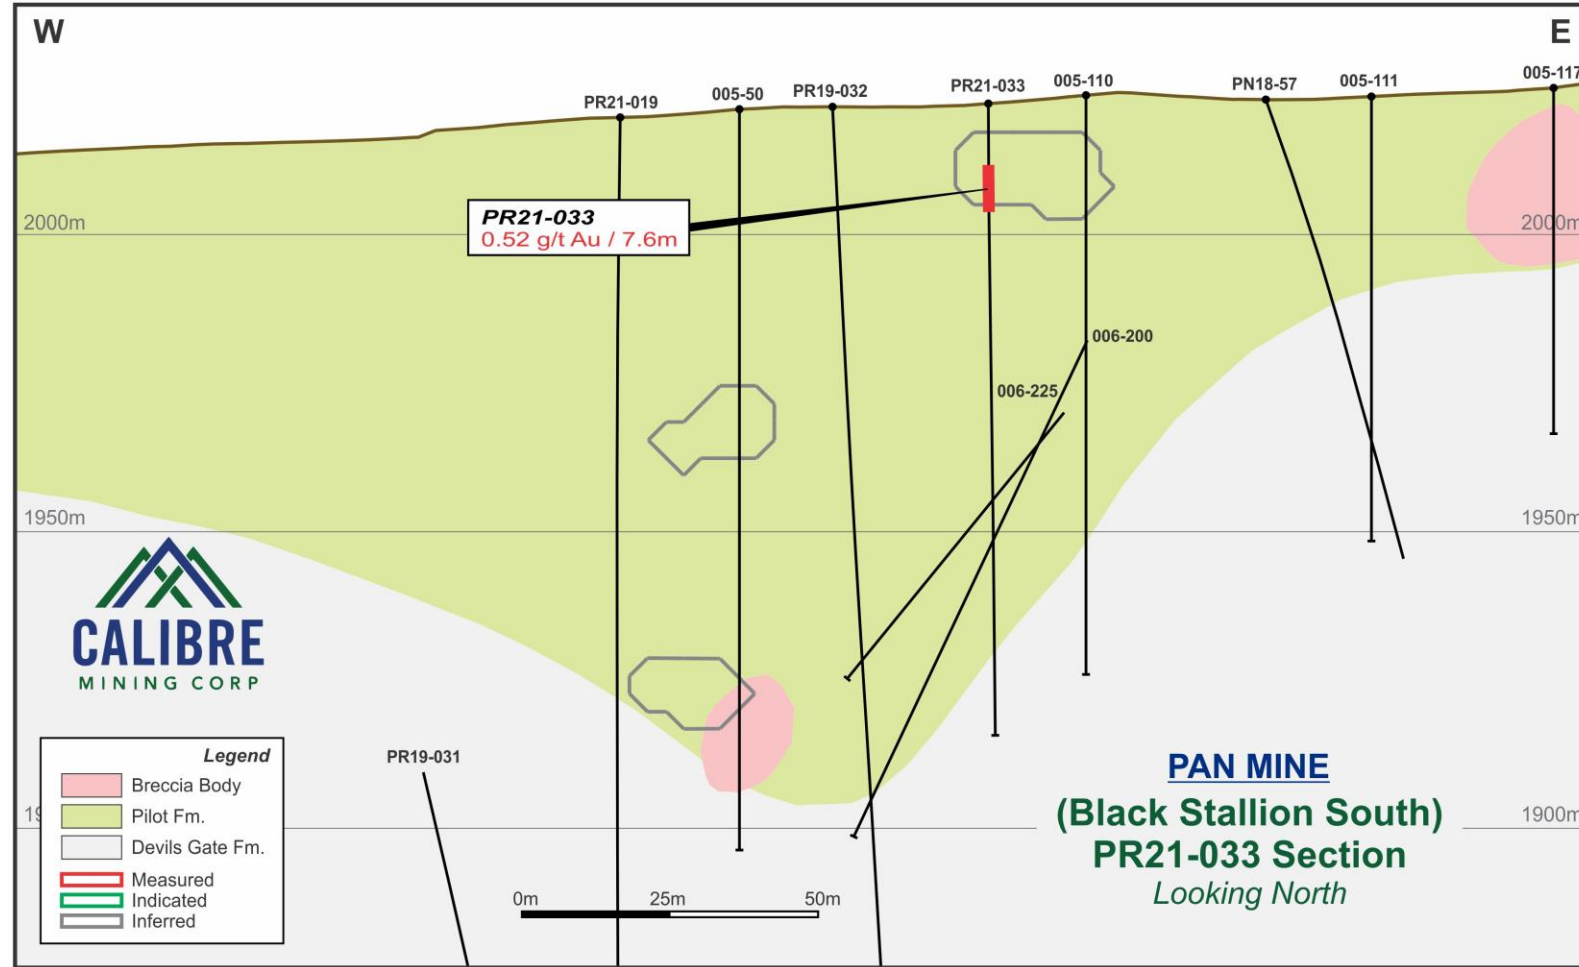 W
E
PR21-019
005-50
PR19-032
PR21-033
005-110
PN18-57
005-111
005-117
PR21-033
0.52 g/t Au / 7.6m
2000m
2000m
006-200
006-225
1950m
1950m
CALIBRE
MINING CORP
PR19-031
Legend
Breccia Body
Pilot Fm.
Devils Gate Fm.
Measured
Indicated
Inferred
0m 25m 50m
PAN MINE
(Black Stallion South)
PR21-033 Section
Looking North
1900m